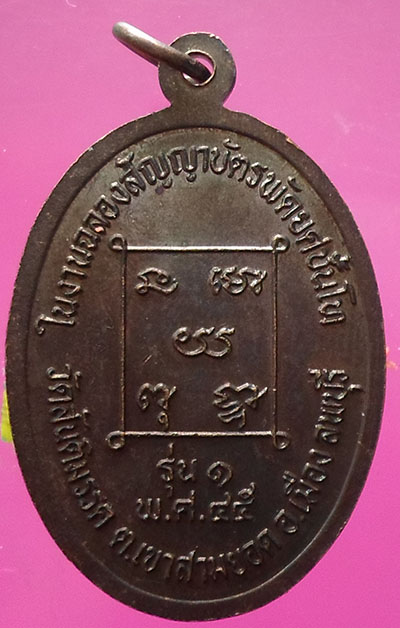 ในงานฉลองสัญญาบัตรพัดยศชั้นโท
รุ่น ๑
พ.ศ.๔๕
วัดสันติมรรค ต.เขาสามยอด อ.เมือง ลพบุรี